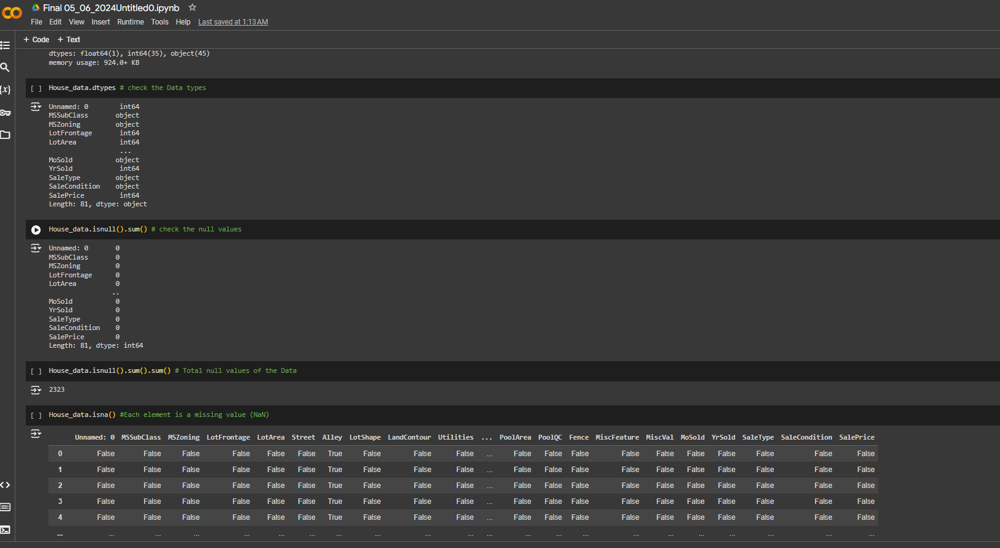 Final 05_06_2024Untitled0.ipynb
File Edit View Insert Runtime Tools Help Last saved at 1:13 AM
+ Code + Text
dtypes: float64(1), int64(35), object(45)
memory usage: 924.0+ KB
[ ] House_data.dtypes # check the Data types
Unnamed: 0 int64
MSSubClass object
MSZoning object
LotFrontage int64
LotArea int64
...
MoSold object
YrSold int64
SaleType object
SaleCondition object
SalePrice int64
Length: 81, dtype: object
House_data.isnull().sum() # check the null values
Unnamed: 0 0
MSSubClass 0
MSZoning 0
LotFrontage 0
LotArea 0
..
MoSold 0
YrSold 0
SaleType 0
SaleCondition 0
SalePrice 0
Length: 81, dtype: int64
[ ] House_data.isnull().sum().sum() # Total null values of the Data
2323
[ ] House_data.isna() #Each element is a missing value (NaN)
Unnamed: 0 MSSubClass MSZoning LotFrontage LotArea Street Alley LotShape LandContour Utilities ... PoolArea PoolQC Fence MiscFeature MiscVal MoSold YrSold SaleType SaleCondition SalePrice
0 False False False False False False True False False False ... False False False False False False False False False False
1 False False False False False False True False False False ... False False False False False False False False False False
2 False False False False False False True False False False ... False False False False False False False False False False
3 False False False False False False True False False False ... False False False False False False False False False False
4 False False False False False False True False False False ... False False False False False False False False False False
... ... ... ... ... ... ... ... ... ... ... ... ... ... ... ... ... ... ... ... ... ...